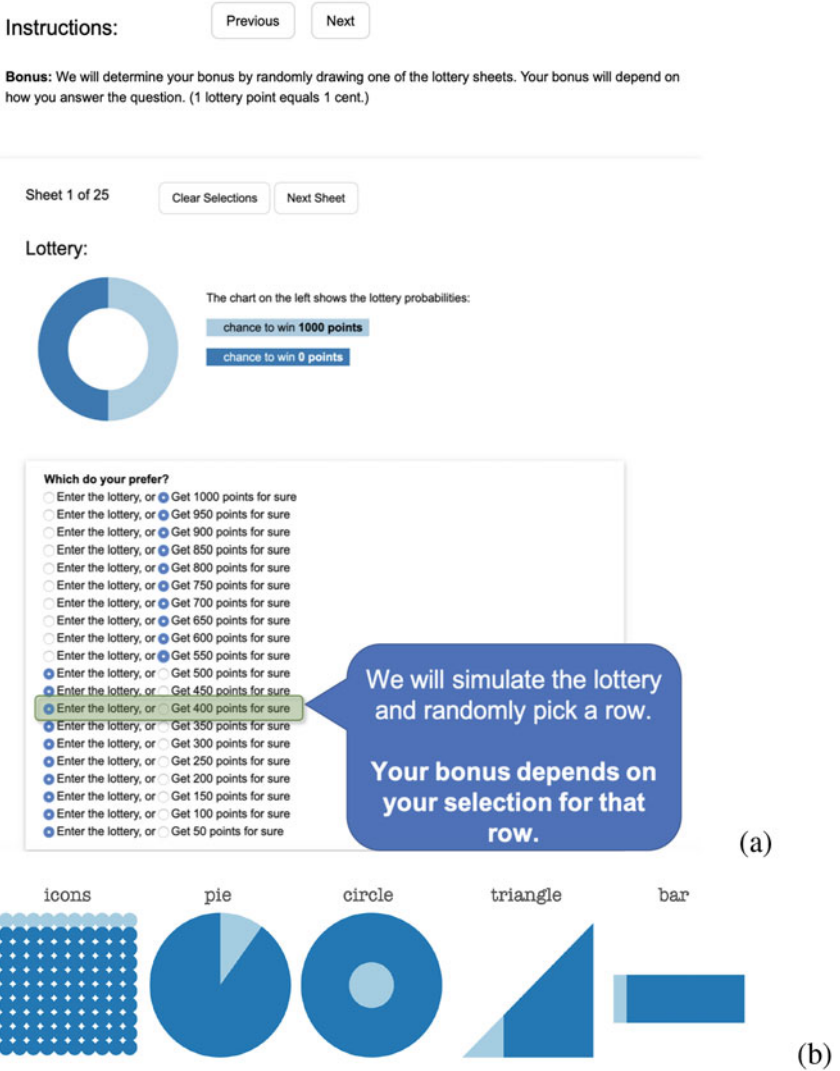 Instructions:
Previous
Next
Bonus: We will determine your bonus by randomly drawing one of the lottery sheets. Your bonus will depend on
how you answer the question. (1 lottery point equals 1 cent.)
Sheet 1 of 25
Clear Selections
Next Sheet
Lottery:
The chart on the left shows the lottery probabilities:
chance to win 1000 points
chance to win 0 points
Which do your prefer?
Enter the lottery, or Get 1000 points for sure
Enter the lottery, or Get 950 points for sure
Enter the lottery, or Get 900 points for sure
Enter the lottery, or Get 850 points for sure
Enter the lottery, or Get 800 points for sure
Enter the lottery, or Get 750 points for sure
Enter the lottery, or Get 700 points for sure
Enter the lottery, or Get 650 points for sure
Enter the lottery, or Get 600 points for sure
Enter the lottery, or Get 550 points for sure
Enter the lottery, or Get 500 points for sure
Enter the lottery, or Get 450 points for sure
Enter the lottery, or Get 400 points for sure
Enter the lottery, or Get 350 points for sure
Enter the lottery, or Get 300 points for sure
Enter the lottery, or Get 250 points for sure
Enter the lottery, or Get 200 points for sure
Enter the lottery, or Get 150 points for sure
Enter the lottery, or Get 100 points for sure
Enter the lottery, or Get 50 points for sure
We will simulate the lottery
and randomly pick a row.
Your bonus depends on
your selection for that
row.
(a)
icons
pie
circle
triangle
bar
(b)